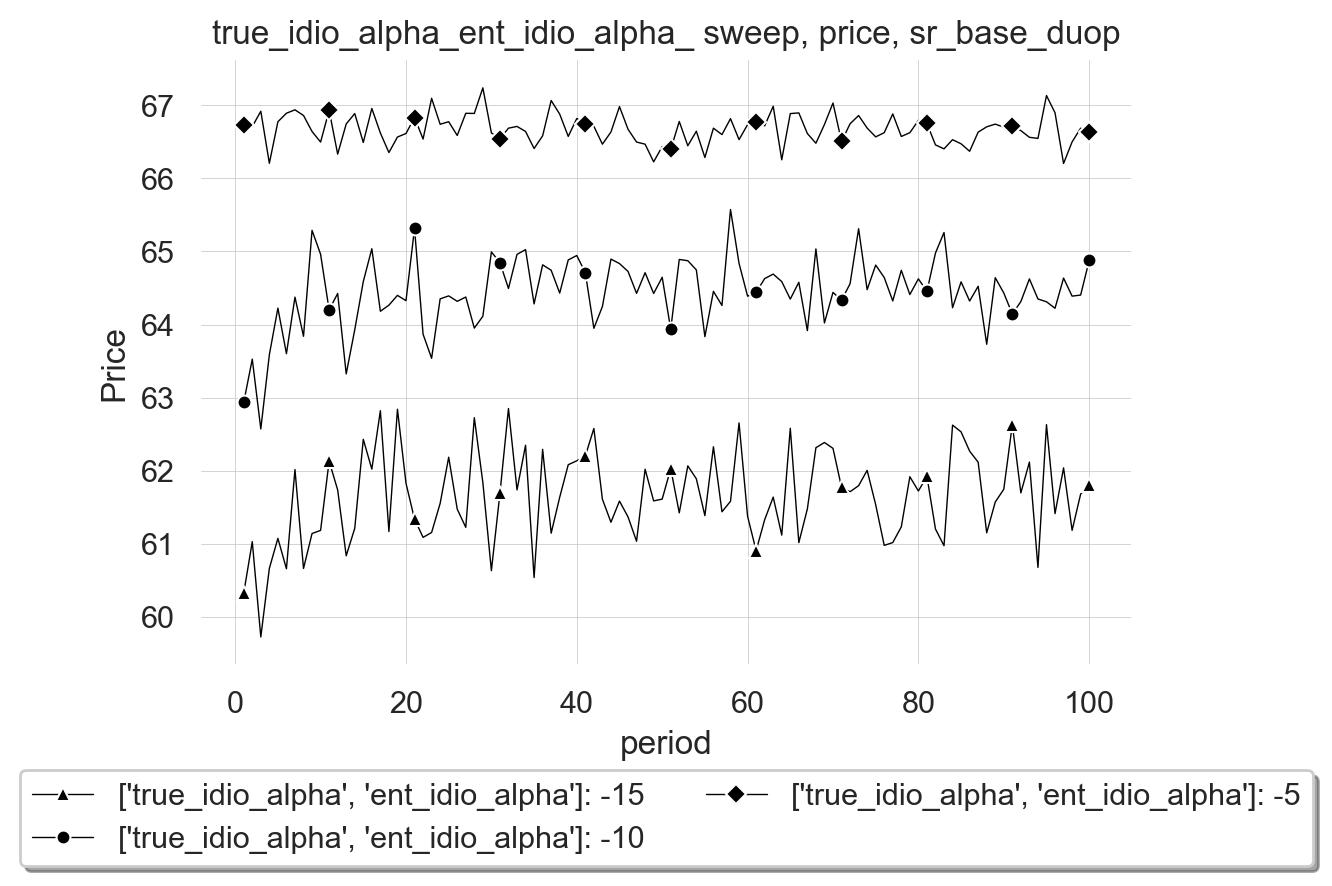 true_idio_alpha_ent_idio_alpha_ sweep, price, sr_base_duop
67
66
65
64
63
62
61
60
Price
0 20 40 60 80 100
period
['true_idio_alpha', 'ent_idio_alpha']: -15
['true_idio_alpha', 'ent_idio_alpha']: -10
['true_idio_alpha', 'ent_idio_alpha']: -5